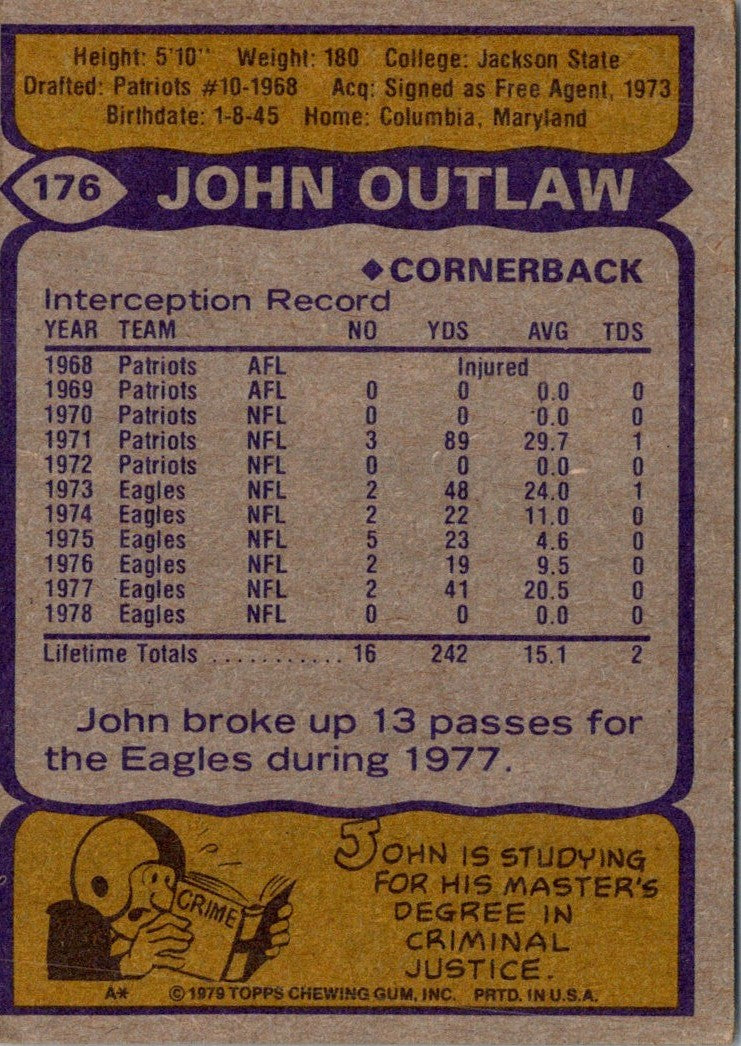 Height: 5'10" Weight: 180 College: Jackson State
Drafted: Patriots #10-1968 Acq: Signed as Free Agent, 1973
Birthdate: 1-8-45 Home: Columbia, Maryland
176 JOHN OUTLAW
◆CORNERBACK
Interception Record
YEAR TEAM NO YDS AVG TDS
1968 Patriots AFL Injured
1969 Patriots AFL 0 0 0.0 0
1970 Patriots NFL 0 0 0.0 0
1971 Patriots NFL 3 89 29.7 1
1972 Patriots NFL 0 0 0.0 0
1973 Eagles NFL 2 48 24.0 1
1974 Eagles NFL 2 22 11.0 0
1975 Eagles NFL 5 23 4.6 0
1976 Eagles NFL 2 19 9.5 0
1977 Eagles NFL 2 41 20.5 0
1978 Eagles NFL 0 0 0.0 0
Lifetime Totals ........... 16 242 15.1 2
John broke up 13 passes for
the Eagles during 1977.
CRIME
JOHN IS STUDYING
FOR HIS MASTER'S
DEGREE IN
CRIMINAL
JUSTICE.
A* ©1979 TOPPS CHEWING GUM, INC. PRTD. IN U.S.A.